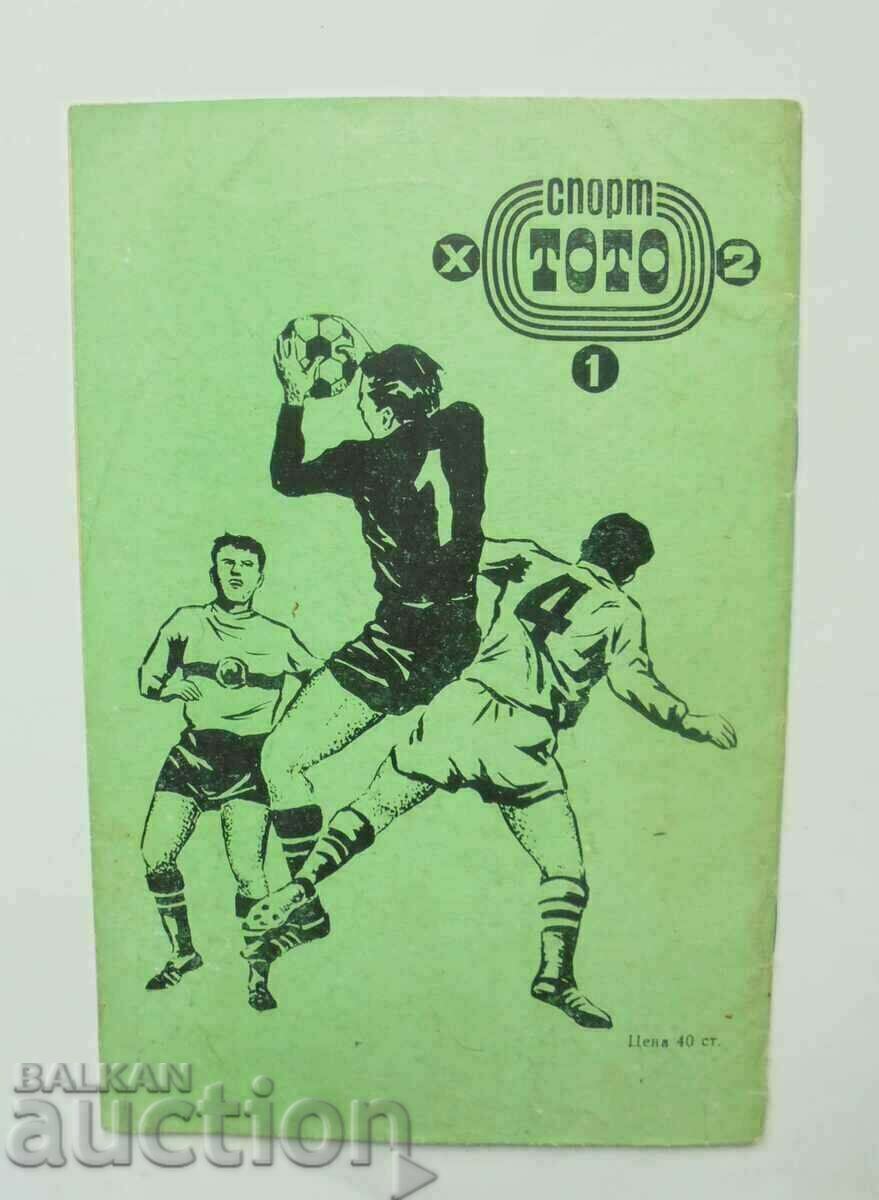 спорт
Х ТОТО 2
1
1
4
Цена 40 ст.
BALKAN
auction